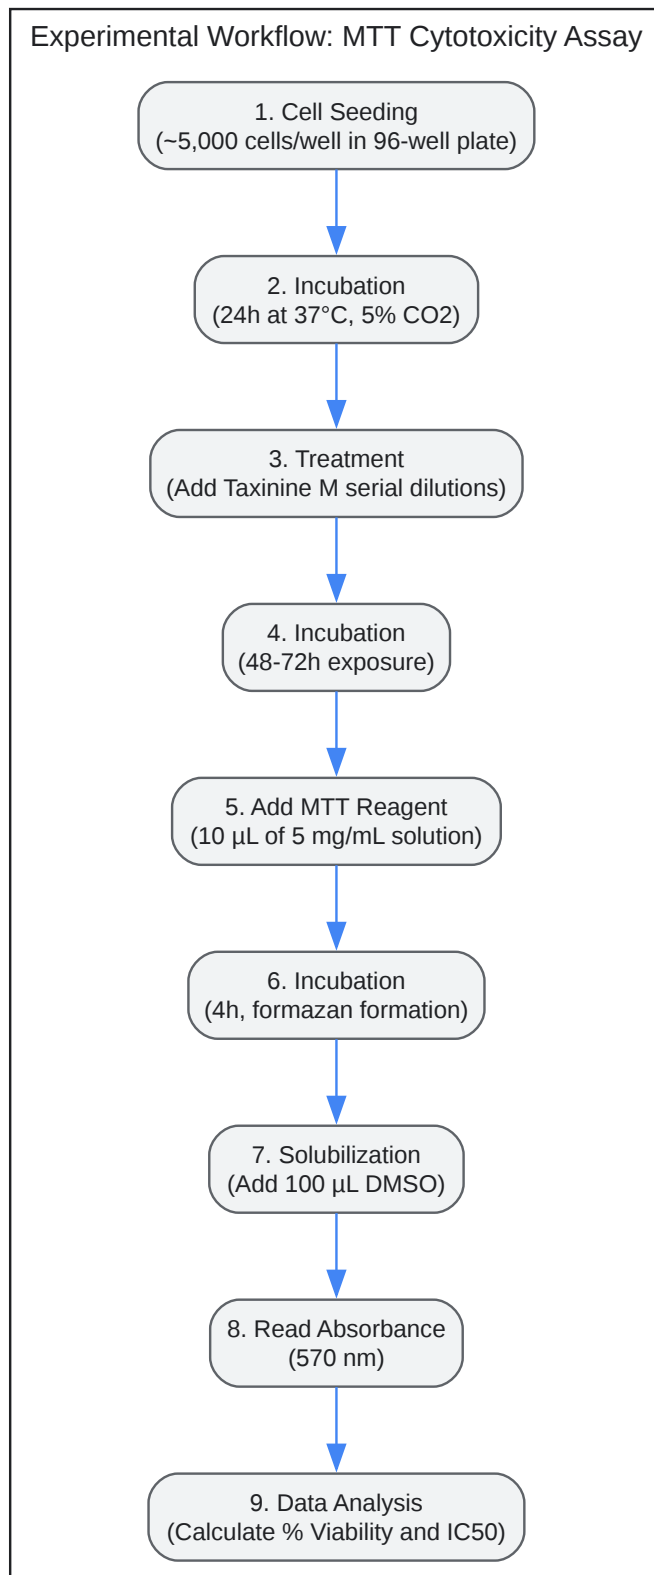 Experimental Workflow: MTT Cytotoxicity Assay
1. Cell Seeding
(~5,000 cells/well in 96-well plate)
2. Incubation
(24h at 37°C, 5% CO2)
3. Treatment
(Add Taxinine M serial dilutions)
4. Incubation
(48-72h exposure)
5. Add MTT Reagent
(10 µL of 5 mg/mL solution)
6. Incubation
(4h, formazan formation)
7. Solubilization
(Add 100 µL DMSO)
8. Read Absorbance
(570 nm)
9. Data Analysis
(Calculate % Viability and IC50)